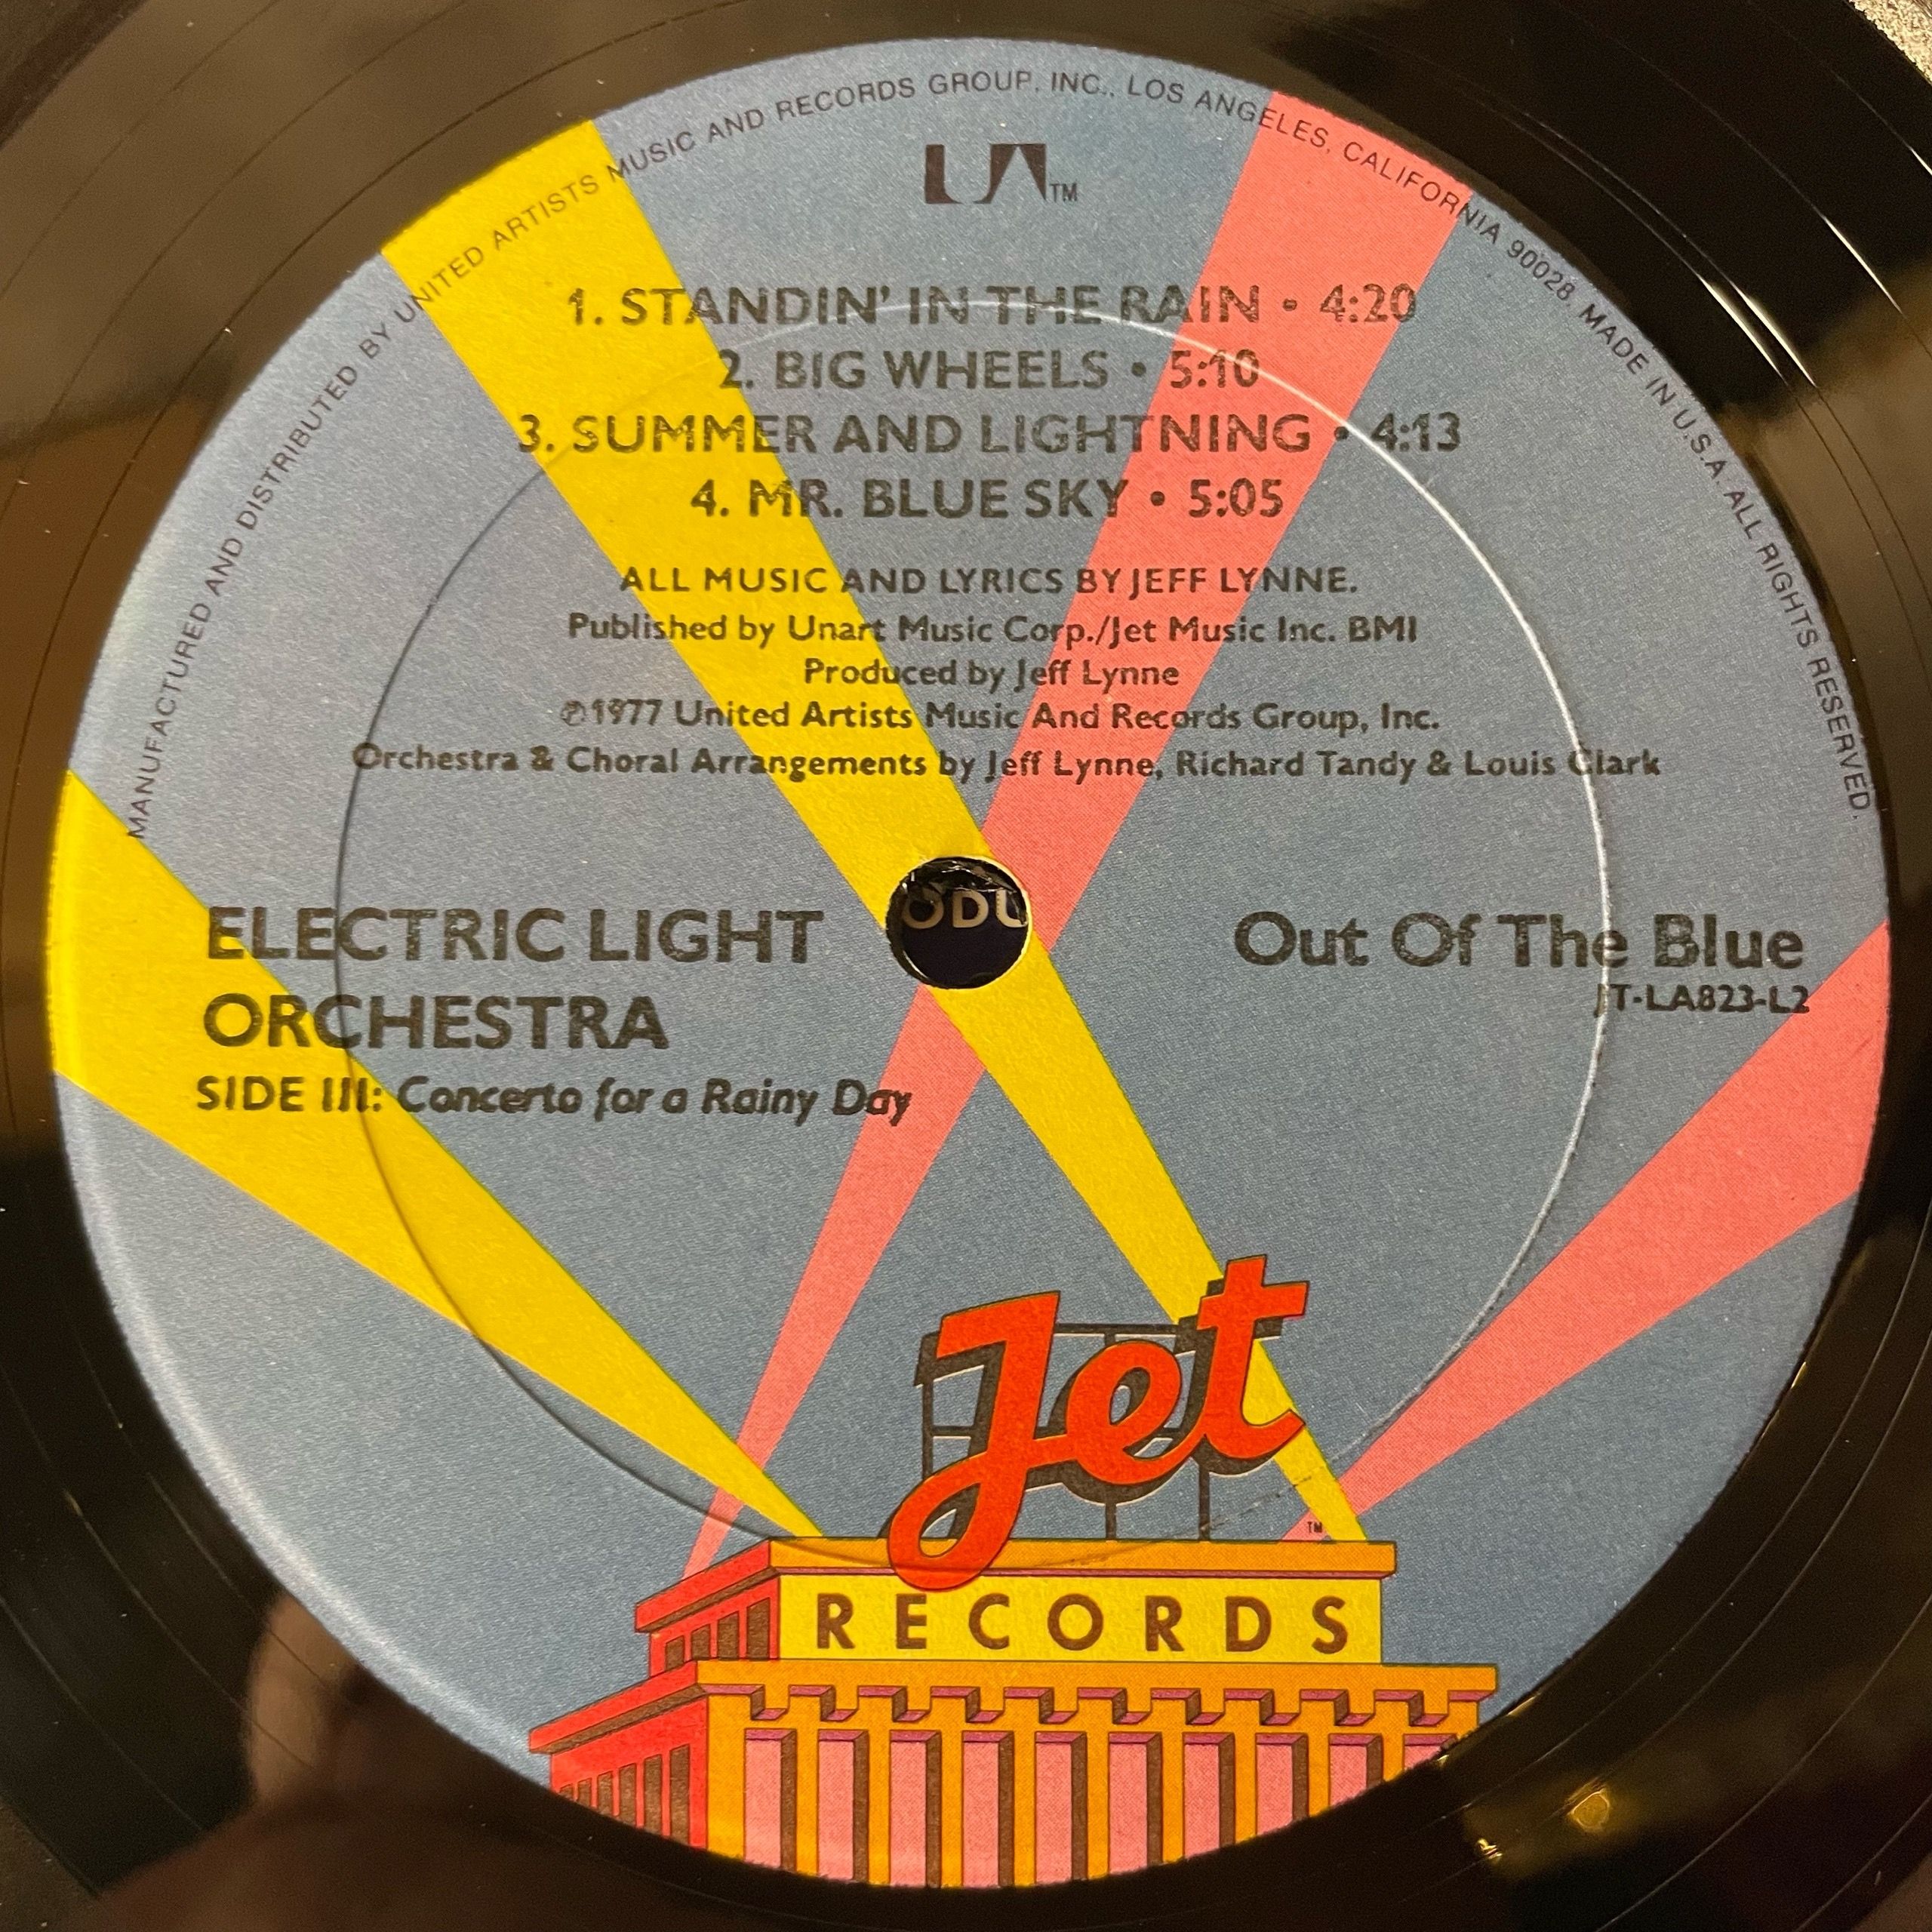 MANUFACTURED AND DISTRIBUTED BY UNITED ARTISTS MUSIC AND RECORDS GROUP, INC., LOS ANGELES, CALIFORNIA 90028. MADE IN U.S.A. ALL RIGHTS RESERVED.
UA TM
1. STANDIN' IN THE RAIN • 4:20
2. BIG WHEELS • 5:10
3. SUMMER AND LIGHTNING • 4:13
4. MR. BLUE SKY • 5:05
ALL MUSIC AND LYRICS BY JEFF LYNNE.
Published by Unart Music Corp./Jet Music Inc. BMI
Produced by Jeff Lynne
℗1977 United Artists Music And Records Group, Inc.
Orchestra & Choral Arrangements by Jeff Lynne, Richard Tandy & Louis Clark
ELECTRIC LIGHT
ORCHESTRA
SIDE III: Concerto for a Rainy Day
Out Of The Blue
JT-LA823-L2
Jet
TM
RECORDS